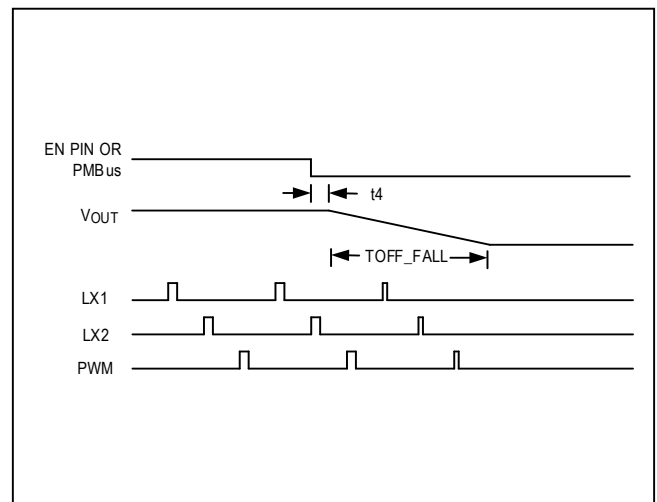 EN PIN OR
PMBus
t4
VOUT
TOFF_FALL
LX1
LX2
PWM